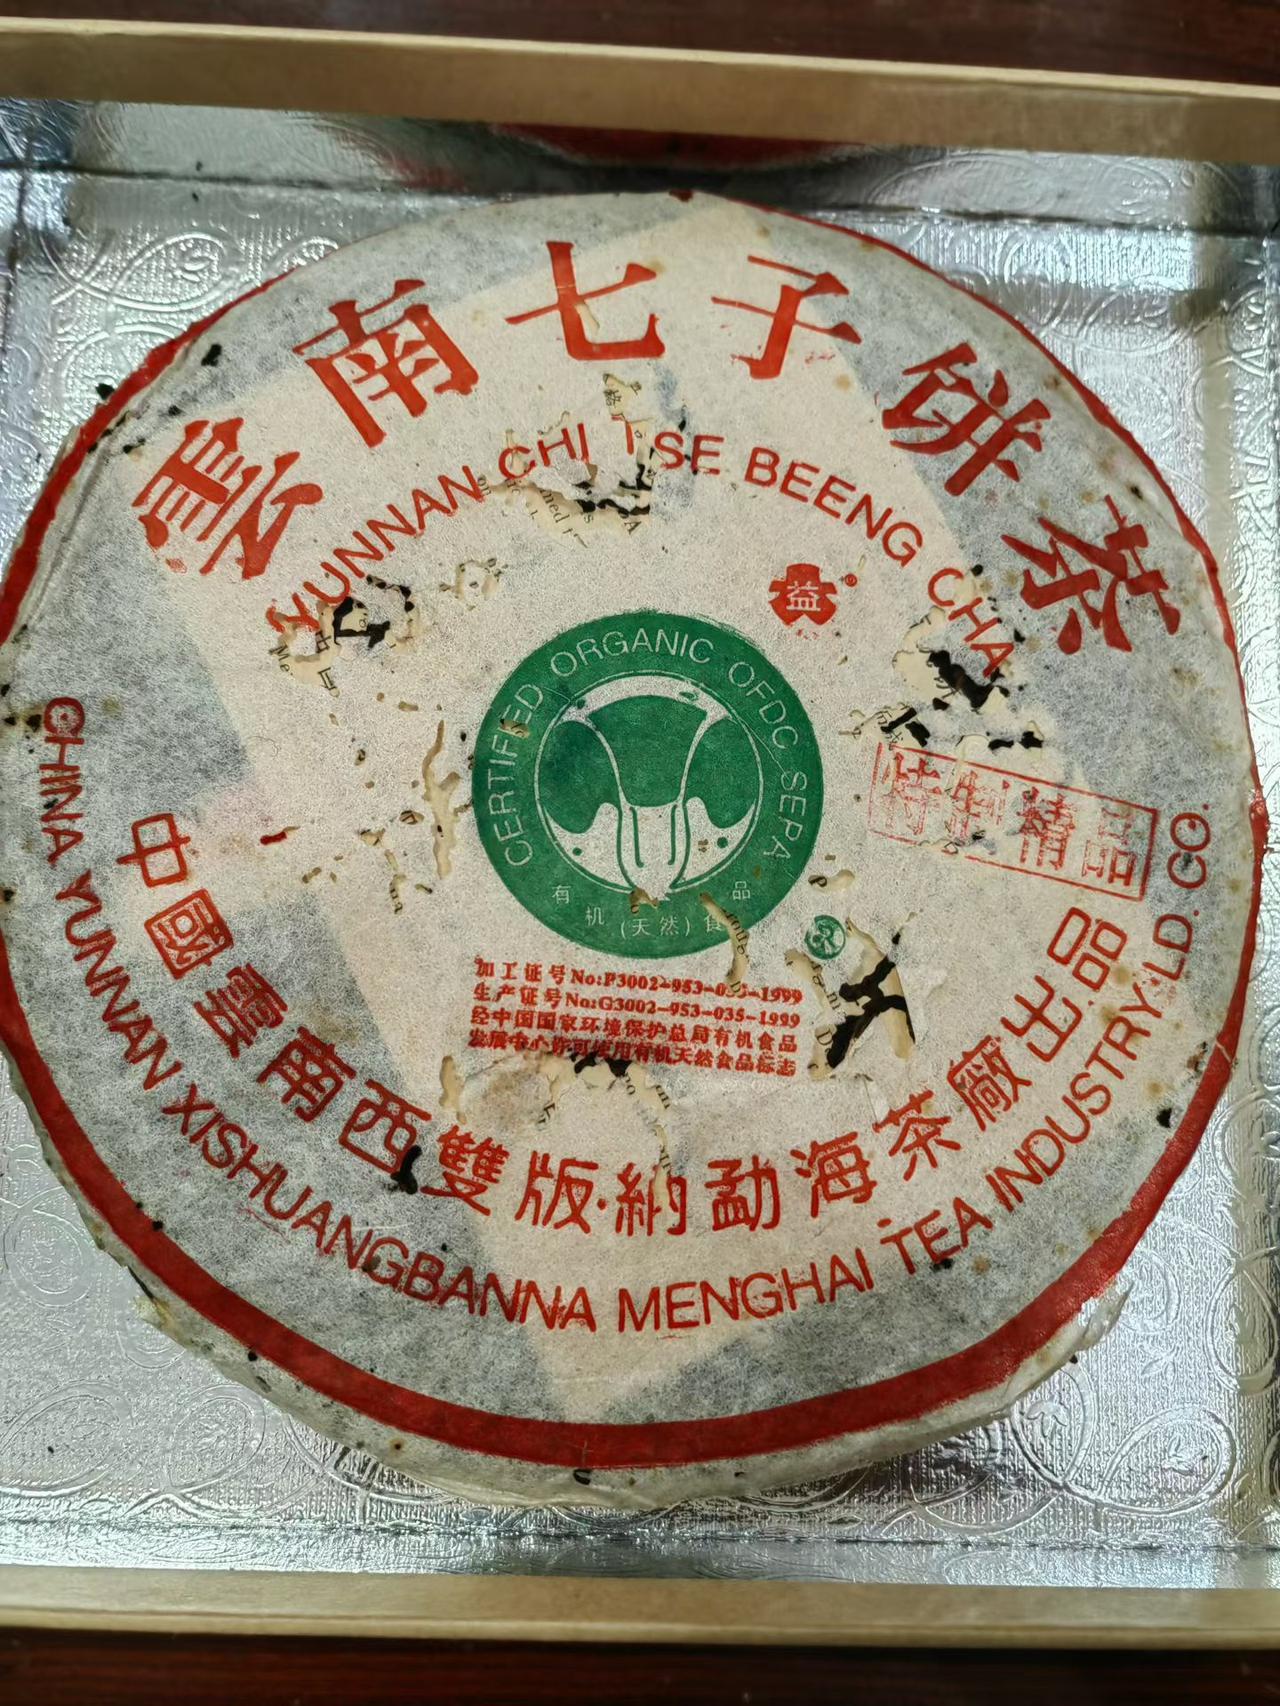 雲南七子餅茶
YUNNAN CHI TSE BEENG CHA
益
®
CERTIFIED ORGANIC OFDC SEPA
有机(天然)食品
特制精品
加工证号No:P3002-953-035-1999
生产证号No:G3002-953-035-1999
经中国国家环境保护总局有机食品
发展中心许可使用有机天然食品标志
中國雲南西雙版納勐海茶廠出品
CHINA YUNNAN XISHUANGBANNA MENGHAI TEA INDUSTRY LD. CO.